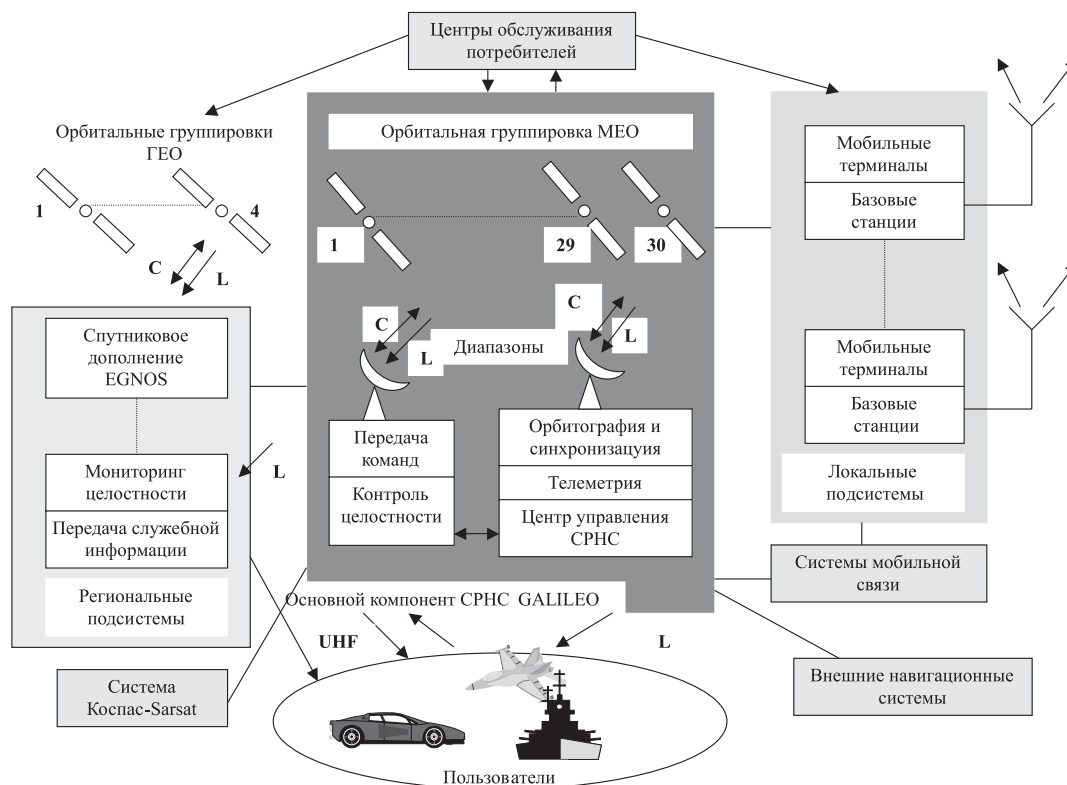 Центры обслуживания
потребителей
Орбитальные группировки
ГЕО
1
4
C
L
Орбитальная группировка МЕО
1
29
30
C
L
Диапазоны
C
L
Мобильные
терминалы
Базовые
станции
Мобильные
терминалы
Базовые
станции
Локальные
подсистемы
Спутниковое
дополнение
EGNOS
Мониторинг
целостности
Передача служебной
информации
Региональные
подсистемы
L
Передача
команд
Контроль
целостности
Орбитография и
синхронизацуия
Телеметрия
Центр управления
СРНС
Системы мобильной
связи
Основной компонент СРНС GALILEO
UHF
L
Система
Коспас-Sarsat
Внешние навигационные
системы
Пользователи